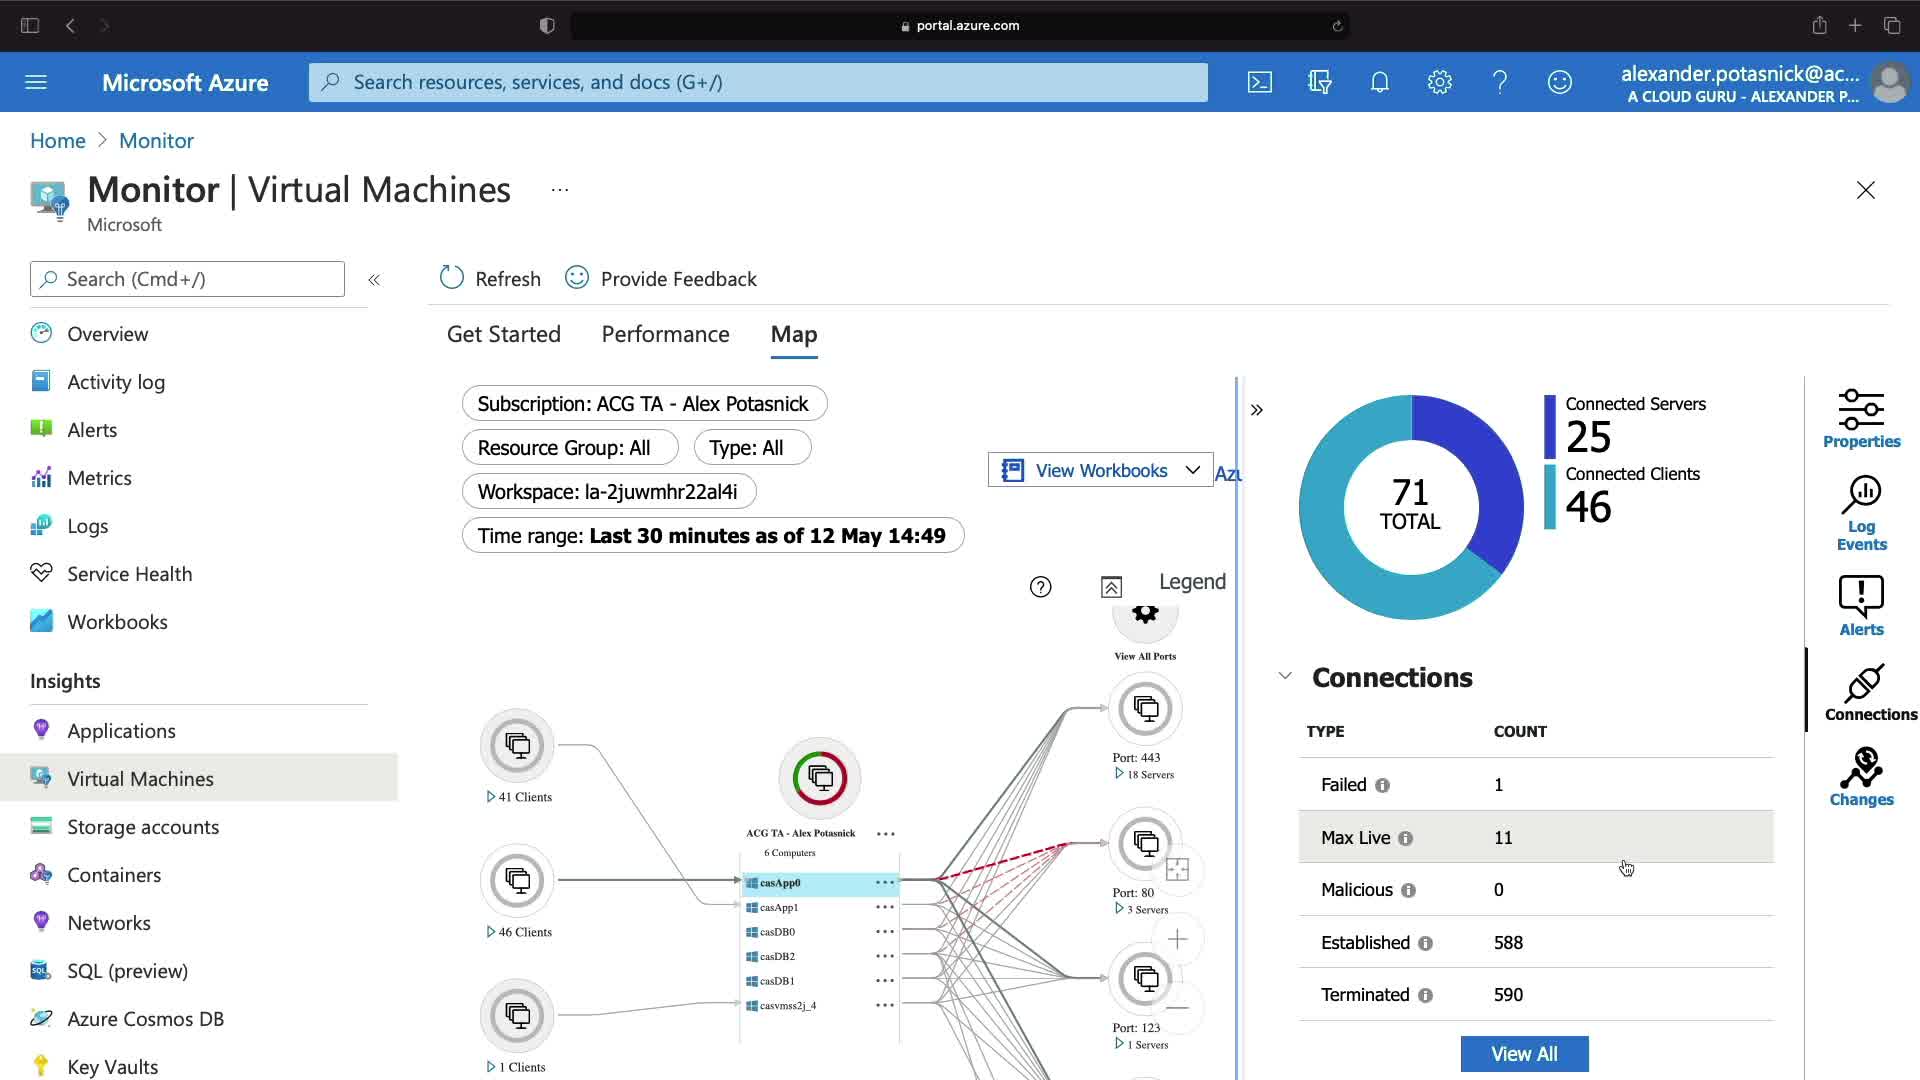 portal.azure.com
Microsoft Azure
Search resources, services, and docs (G+/)
alexander.potasnick@ac...
A CLOUD GURU - ALEXANDER P...
Home > Monitor
Monitor | Virtual Machines ...
Microsoft
Search (Cmd+/)
«
Refresh
Provide Feedback
Overview
Activity log
Alerts
Metrics
Logs
Service Health
Workbooks
Insights
Applications
Virtual Machines
Storage accounts
Containers
Networks
SQL (preview)
Azure Cosmos DB
Key Vaults
Get Started
Performance
Map
Subscription: ACG TA - Alex Potasnick
Resource Group: All
Type: All
Workspace: la-2juwmhr22al4i
Time range: Last 30 minutes as of 12 May 14:49
View Workbooks
Azu
Legend
41 Clients
46 Clients
1 Clients
ACG TA - Alex Potasnick
6 Computers
casApp0
casApp1
casDB0
casDB2
casDB1
casvmss2j_4
View All Ports
Port: 443
18 Servers
Port: 80
3 Servers
Port: 123
1 Servers
»
71
TOTAL
Connected Servers
25
Connected Clients
46
Connections
TYPE COUNT
Failed 1
Max Live 11
Malicious 0
Established 588
Terminated 590
View All
Properties
Log
Events
Alerts
Connections
Changes